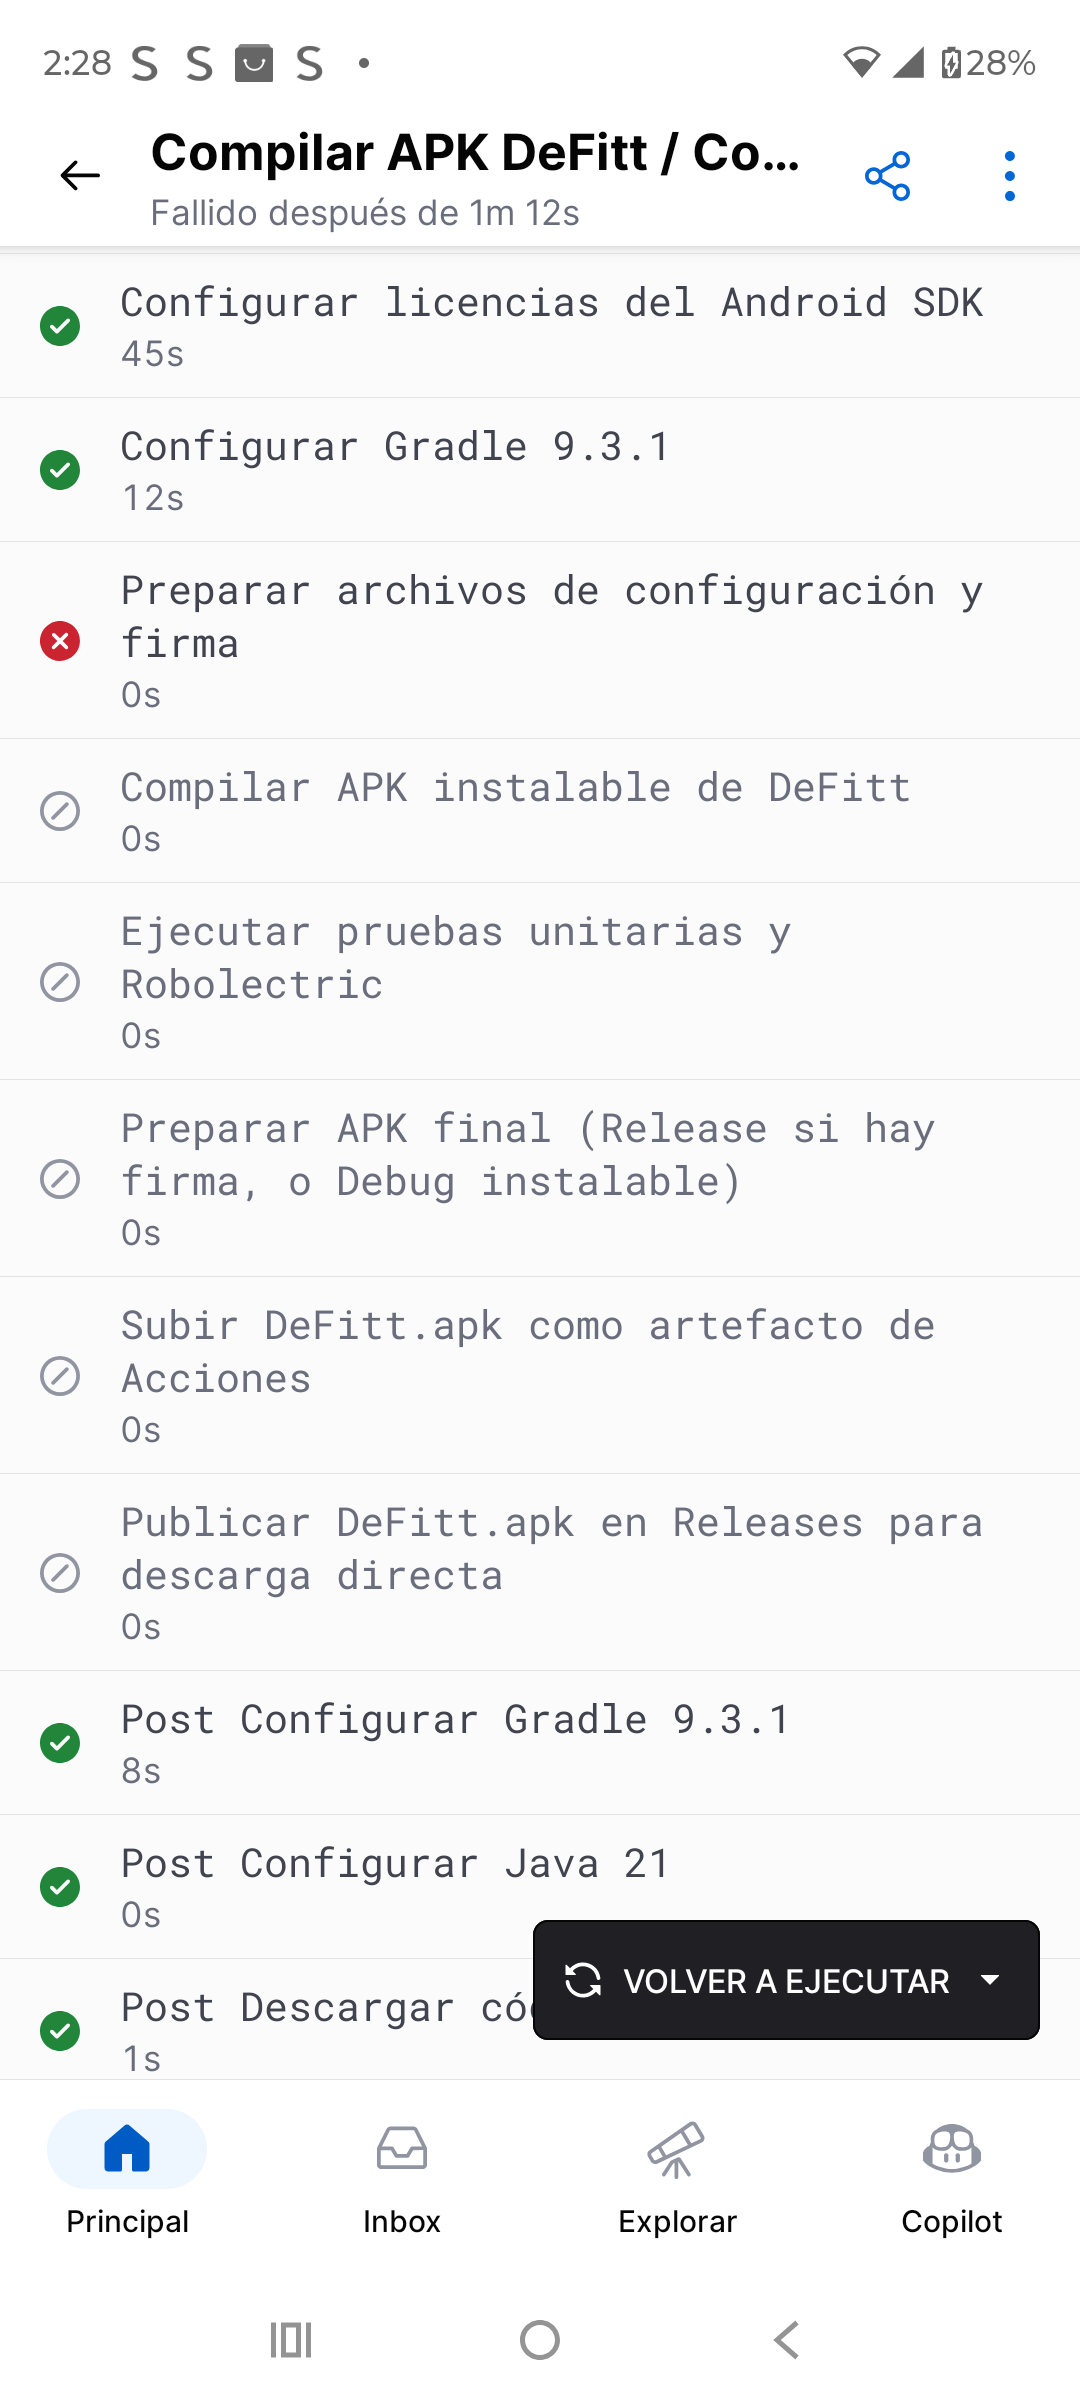 2:28 S S S 28%
Compilar APK DeFitt / Co...
Fallido después de 1m 12s
Configurar licencias del Android SDK
45s
Configurar Gradle 9.3.1
12s
Preparar archivos de configuración y
firma
0s
Compilar APK instalable de DeFitt
0s
Ejecutar pruebas unitarias y
Robolectric
0s
Preparar APK final (Release si hay
firma, o Debug instalable)
0s
Subir DeFitt.apk como artefacto de
Acciones
0s
Publicar DeFitt.apk en Releases para
descarga directa
0s
Post Configurar Gradle 9.3.1
8s
Post Configurar Java 21
0s
VOLVER A EJECUTAR
Post Descargar có
1s
Principal
Inbox
Explorar
Copilot